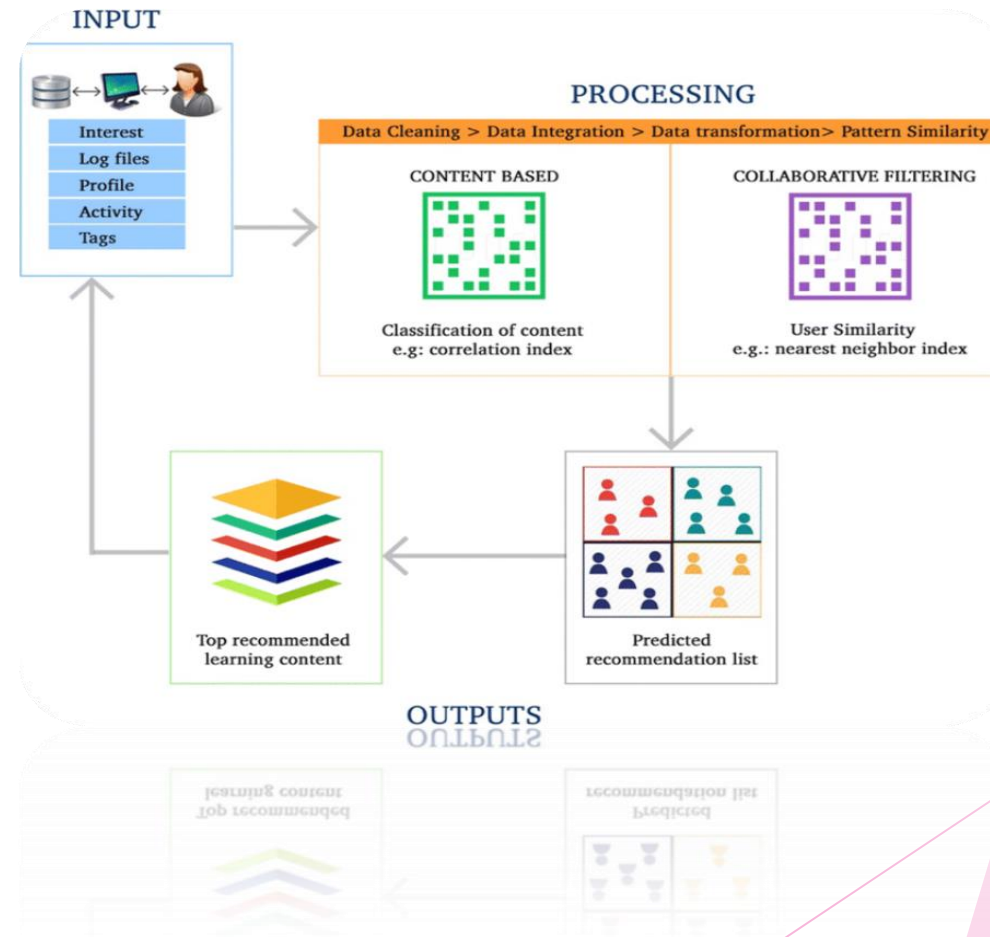 INPUT
Interest
Log files
Profile
Activity
Tags
PROCESSING
Data Cleaning > Data Integration > Data transformation> Pattern Similarity
CONTENT BASED
Classification of content
e.g: correlation index
COLLABORATIVE FILTERING
User Similarity
e.g.: nearest neighbor index
Predicted
recommendation list
Top recommended
learning content
OUTPUTS